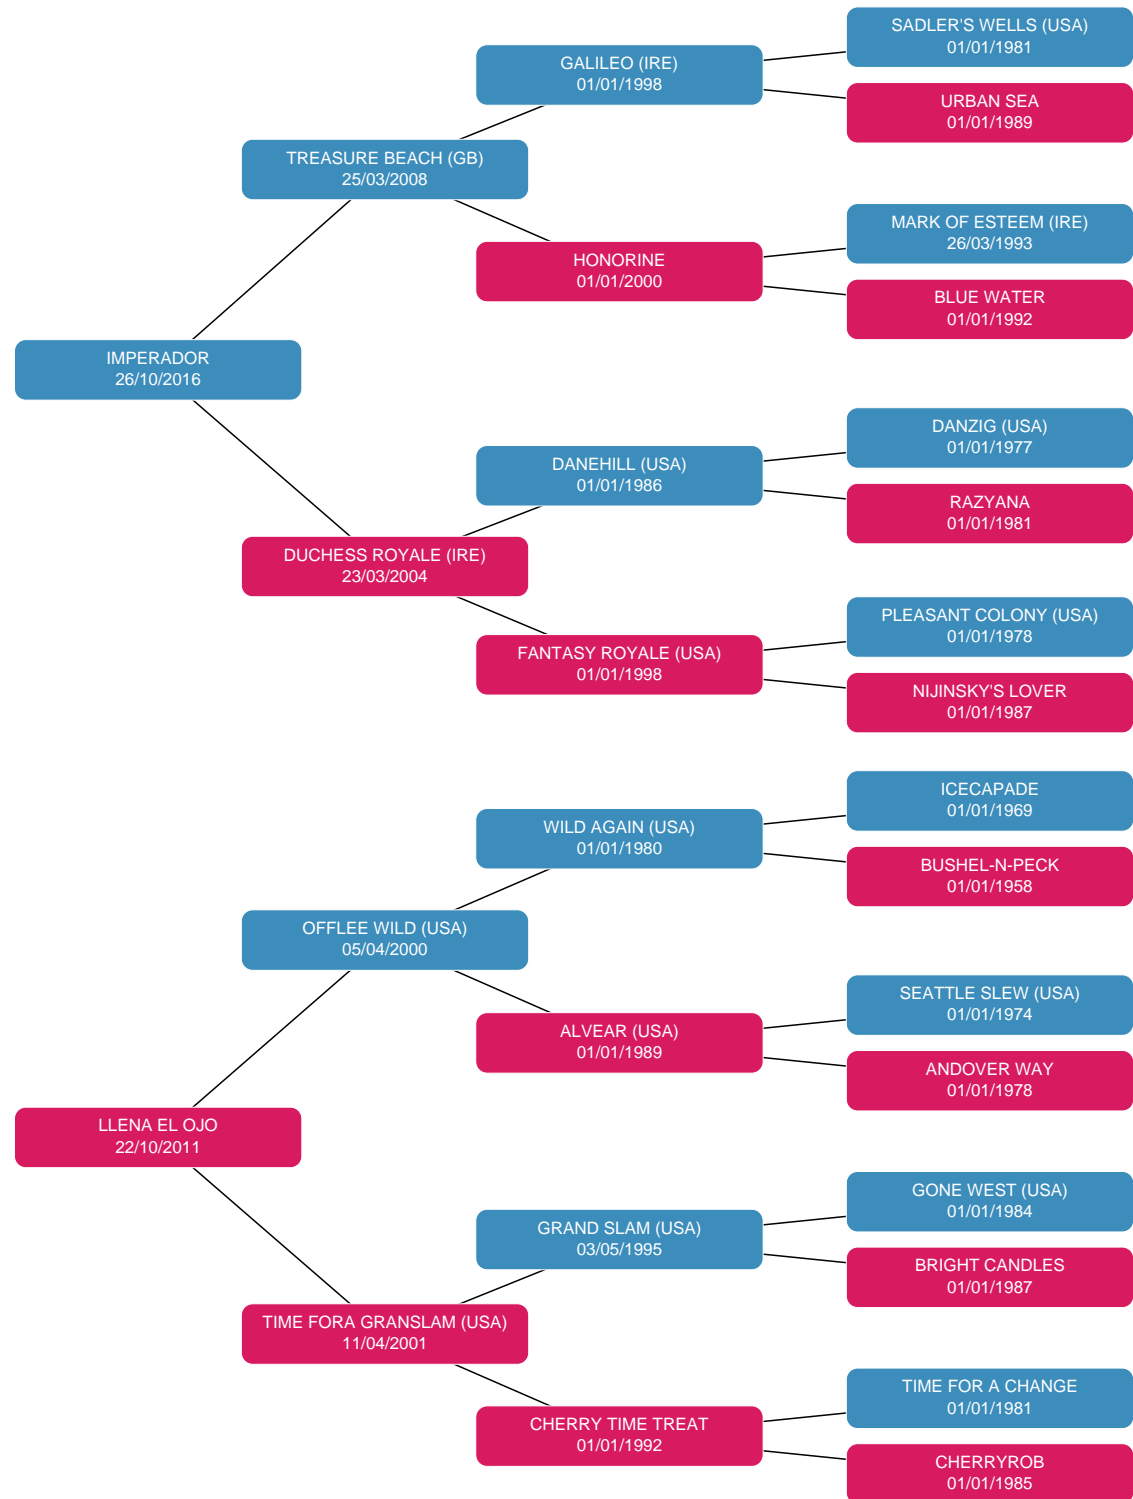 SADLER'S WELLS (USA)
01/01/1981
GALILEO (IRE)
01/01/1998
URBAN SEA
01/01/1989
TREASURE BEACH (GB)
25/03/2008
MARK OF ESTEEM (IRE)
26/03/1993
HONORINE
01/01/2000
BLUE WATER
01/01/1992
IMPERADOR
26/10/2016
DANZIG (USA)
01/01/1977
DANEHILL (USA)
01/01/1986
RAZYANA
01/01/1981
DUCHESS ROYALE (IRE)
23/03/2004
PLEASANT COLONY (USA)
01/01/1978
FANTASY ROYALE (USA)
01/01/1998
NIJINSKY'S LOVER
01/01/1987
ICECAPADE
01/01/1969
WILD AGAIN (USA)
01/01/1980
BUSHEL-N-PECK
01/01/1958
OFFLEE WILD (USA)
05/04/2000
SEATTLE SLEW (USA)
01/01/1974
ALVEAR (USA)
01/01/1989
ANDOVER WAY
01/01/1978
LLENA EL OJO
22/10/2011
GONE WEST (USA)
01/01/1984
GRAND SLAM (USA)
03/05/1995
BRIGHT CANDLES
01/01/1987
TIME FORA GRANSLAM (USA)
11/04/2001
TIME FOR A CHANGE
01/01/1981
CHERRY TIME TREAT
01/01/1992
CHERRYROB
01/01/1985